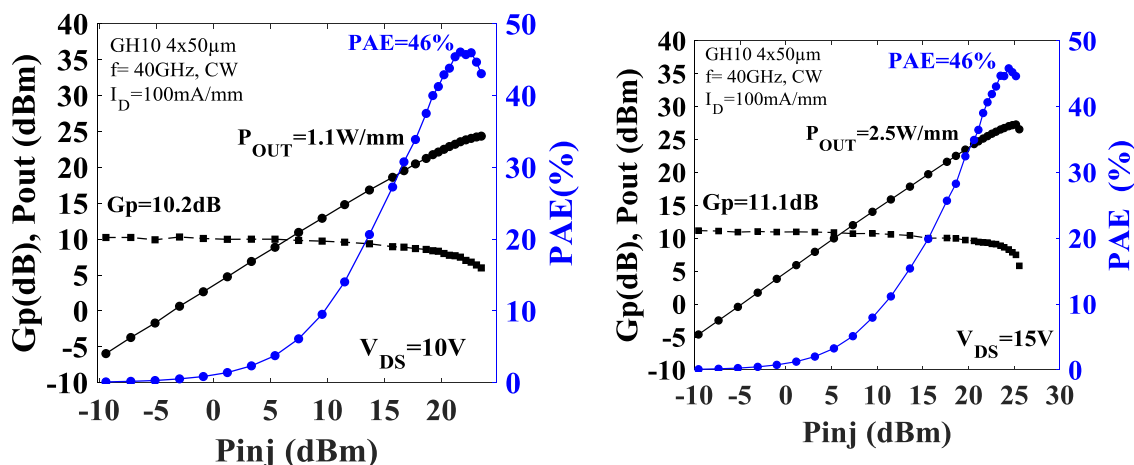 GH10 4x50µm
f= 40GHz, CW
I_D=100mA/mm
PAE=46%
P_OUT=1.1W/mm
Gp=10.2dB
V_DS=10V
Gp(dB), Pout (dBm)
40
35
30
25
20
15
10
5
0
-5
-10
PAE(%)
50
40
30
20
10
0
-10 -5 0 5 10 15 20
Pinj (dBm)
GH10 4x50µm
f= 40GHz, CW
I_D=100mA/mm
PAE=46%
P_OUT=2.5W/mm
Gp=11.1dB
V_DS=15V
Gp(dB), Pout (dBm)
40
35
30
25
20
15
10
5
0
-5
-10
PAE (%)
50
40
30
20
10
0
-10 -5 0 5 10 15 20 25 30
Pinj (dBm)